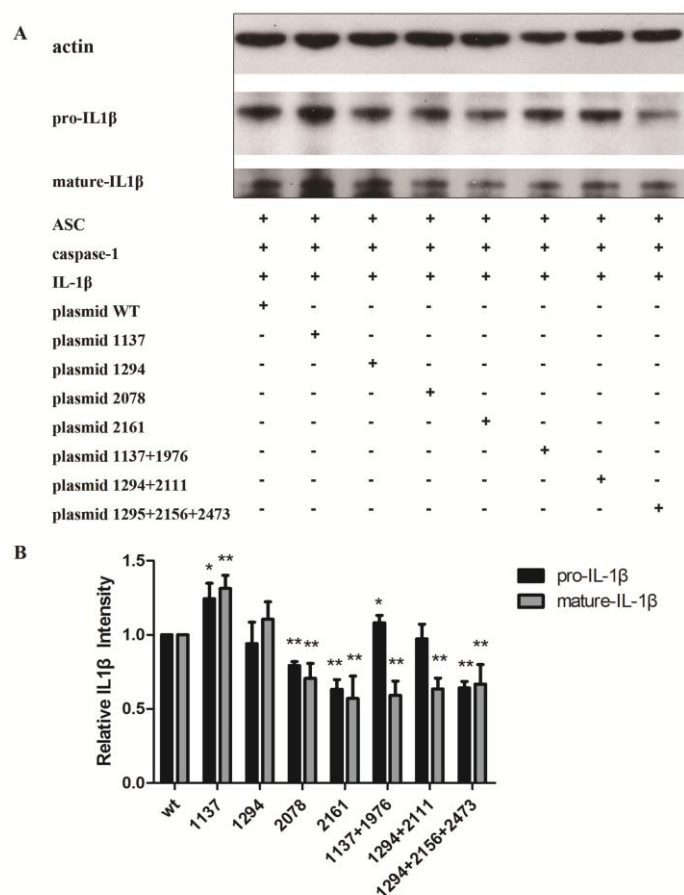 A
actin
pro-IL1β
mature-IL1β
ASC + + + + + + + +
caspase-1 + + + + + + + +
IL-1β + + + + + + + +
plasmid WT + - - - - - - -
plasmid 1137 - + - - - - - -
plasmid 1294 - - + - - - - -
plasmid 2078 - - - + - - - -
plasmid 2161 - - - - + - - -
plasmid 1137+1976 - - - - - + - -
plasmid 1294+2111 - - - - - - + -
plasmid 1295+2156+2473 - - - - - - - +
B
Relative IL1β Intensity
1.5
1.0
0.5
0.0
* ** ** ** ** ** * ** ** ** **
pro-IL-1β
mature-IL-1β
wt
1137
1294
2078
2161
1137+1976
1294+2111
1294+2156+2473